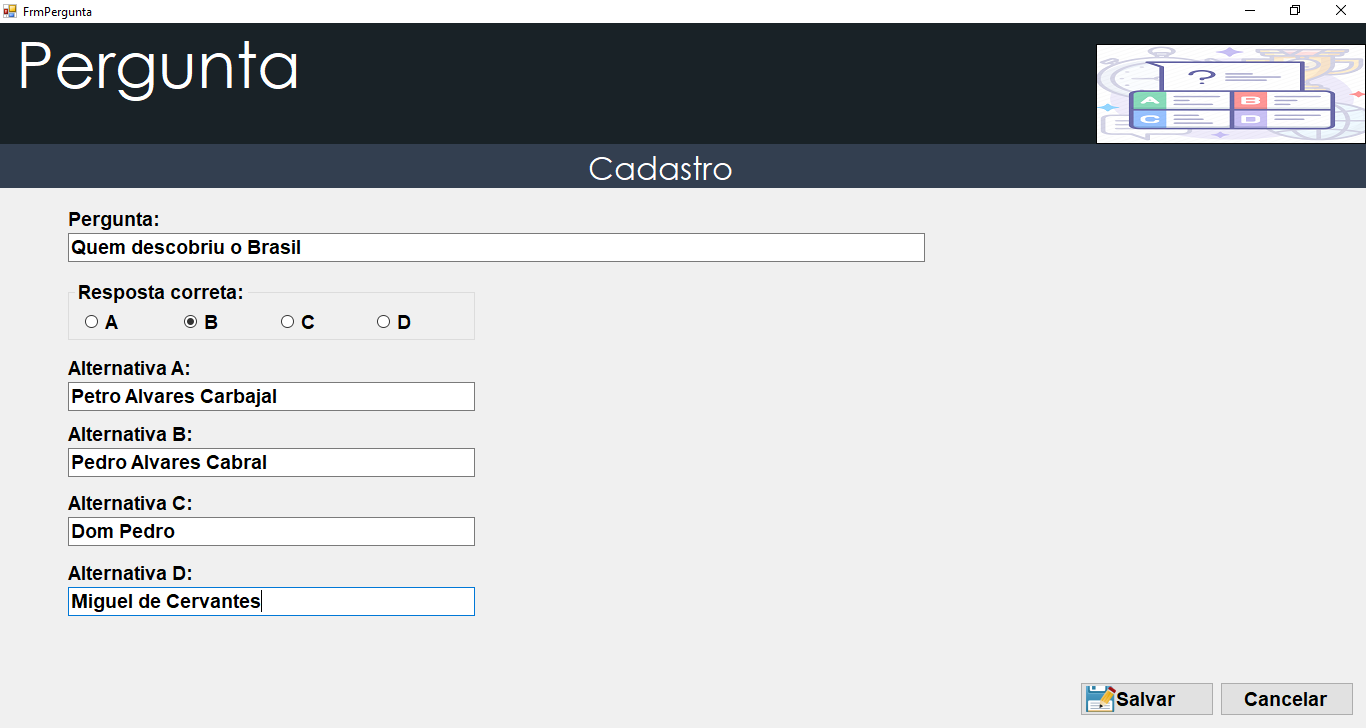 FrmPergunta
Pergunta
?
A
B
C
D
Cadastro
Pergunta:
Quem descobriu o Brasil
Resposta correta:
A B C D
Alternativa A:
Petro Alvares Carbajal
Alternativa B:
Pedro Alvares Cabral
Alternativa C:
Dom Pedro
Alternativa D:
Miguel de Cervantes
Salvar Cancelar